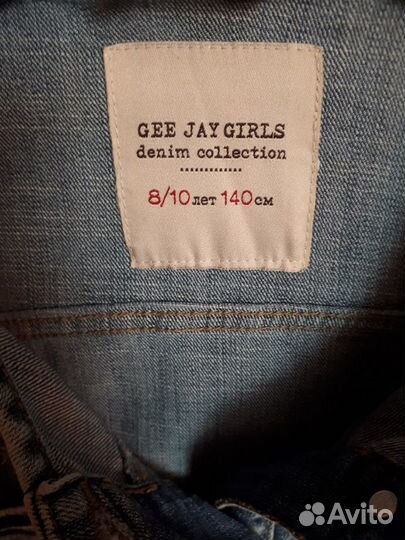 GEE JAY GIRLS
denim collection
8/10 лет 140 см
Avito